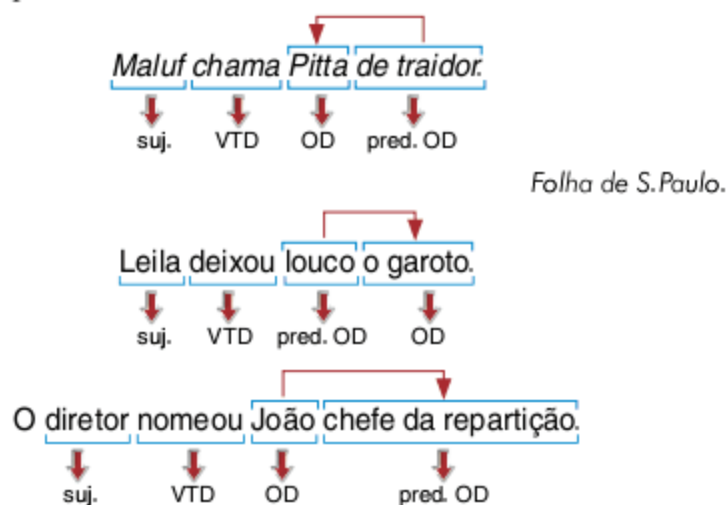 Maluf chama Pitta de traidor.
suj. VTD OD pred. OD
Folha de S.Paulo.
Leila deixou louco o garoto.
suj. VTD pred. OD OD
O diretor nomeou João chefe da repartição.
suj. VTD OD pred. OD